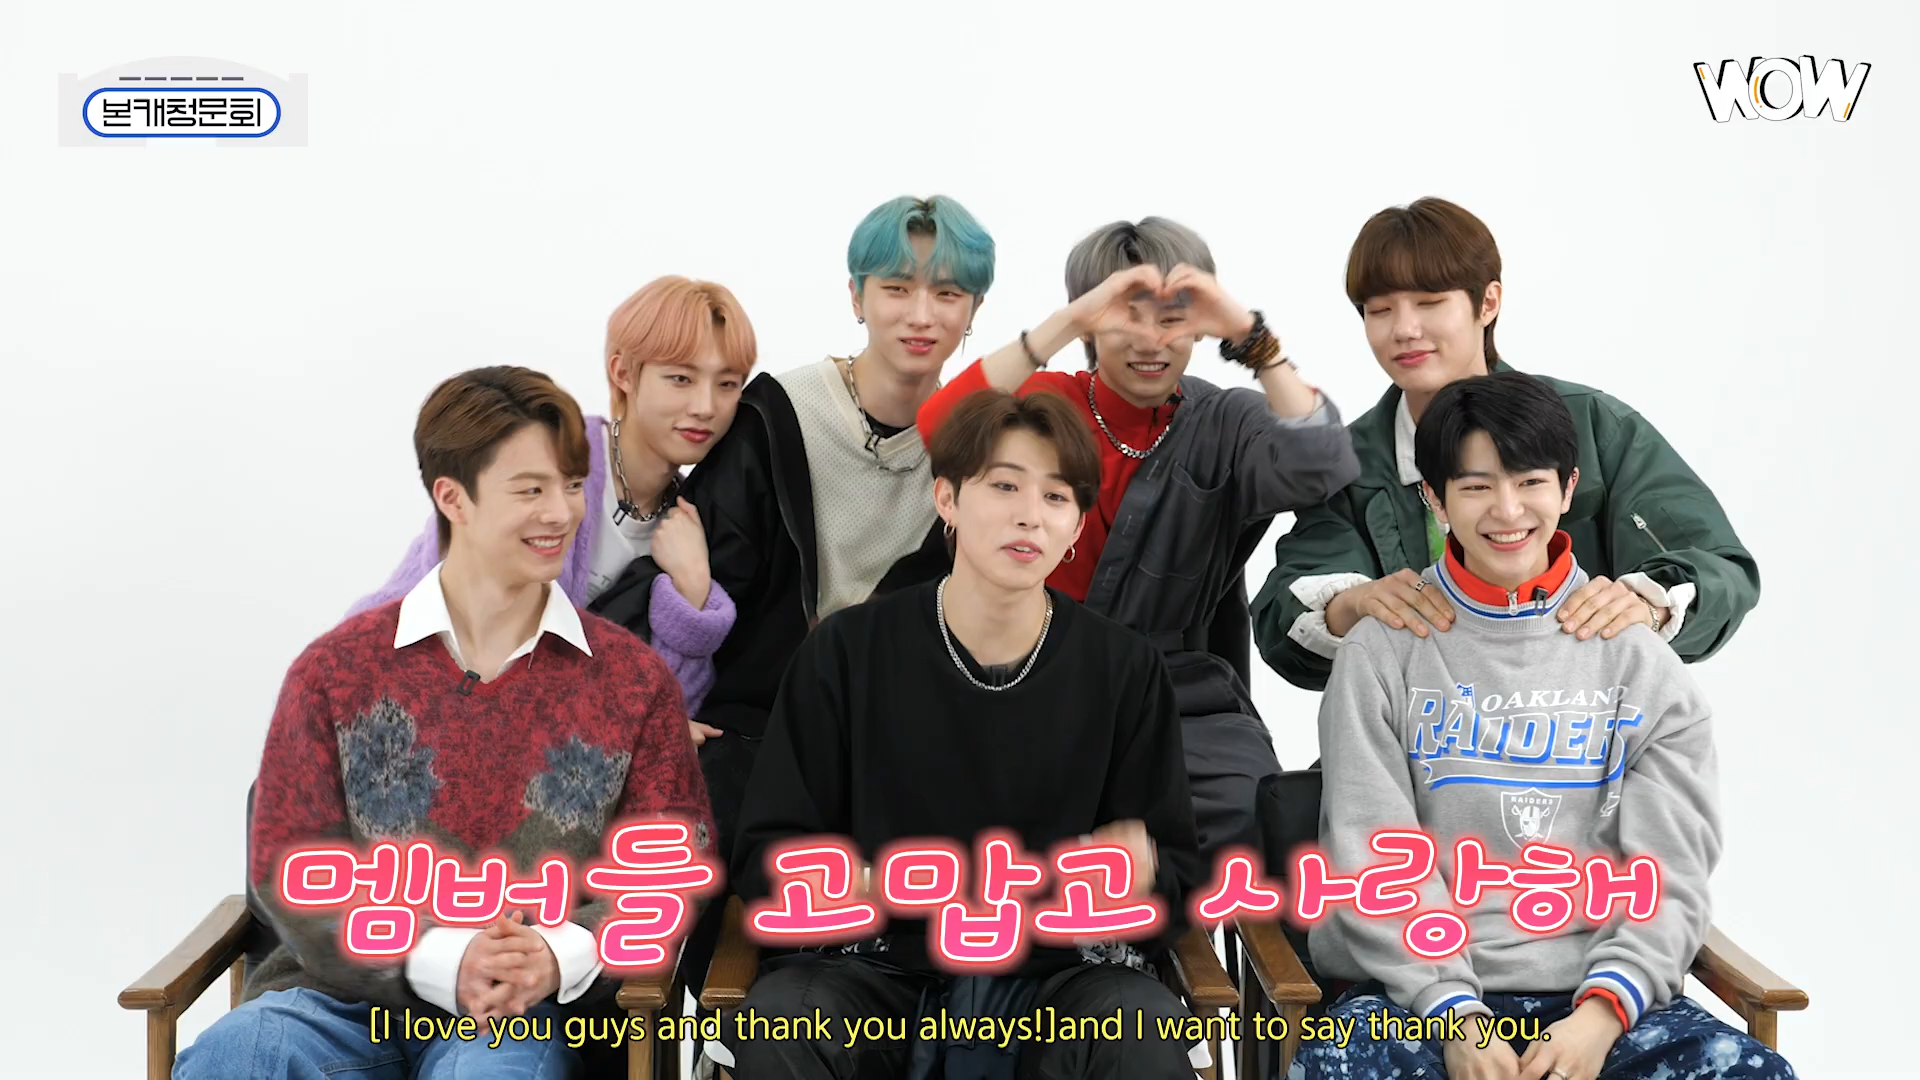 본캐청문회
WOW
OAKLAND
RAIDERS
RAIDERS
멤버들 고맙고 사랑해
[I love you guys and thank you always!]and I want to say thank you.